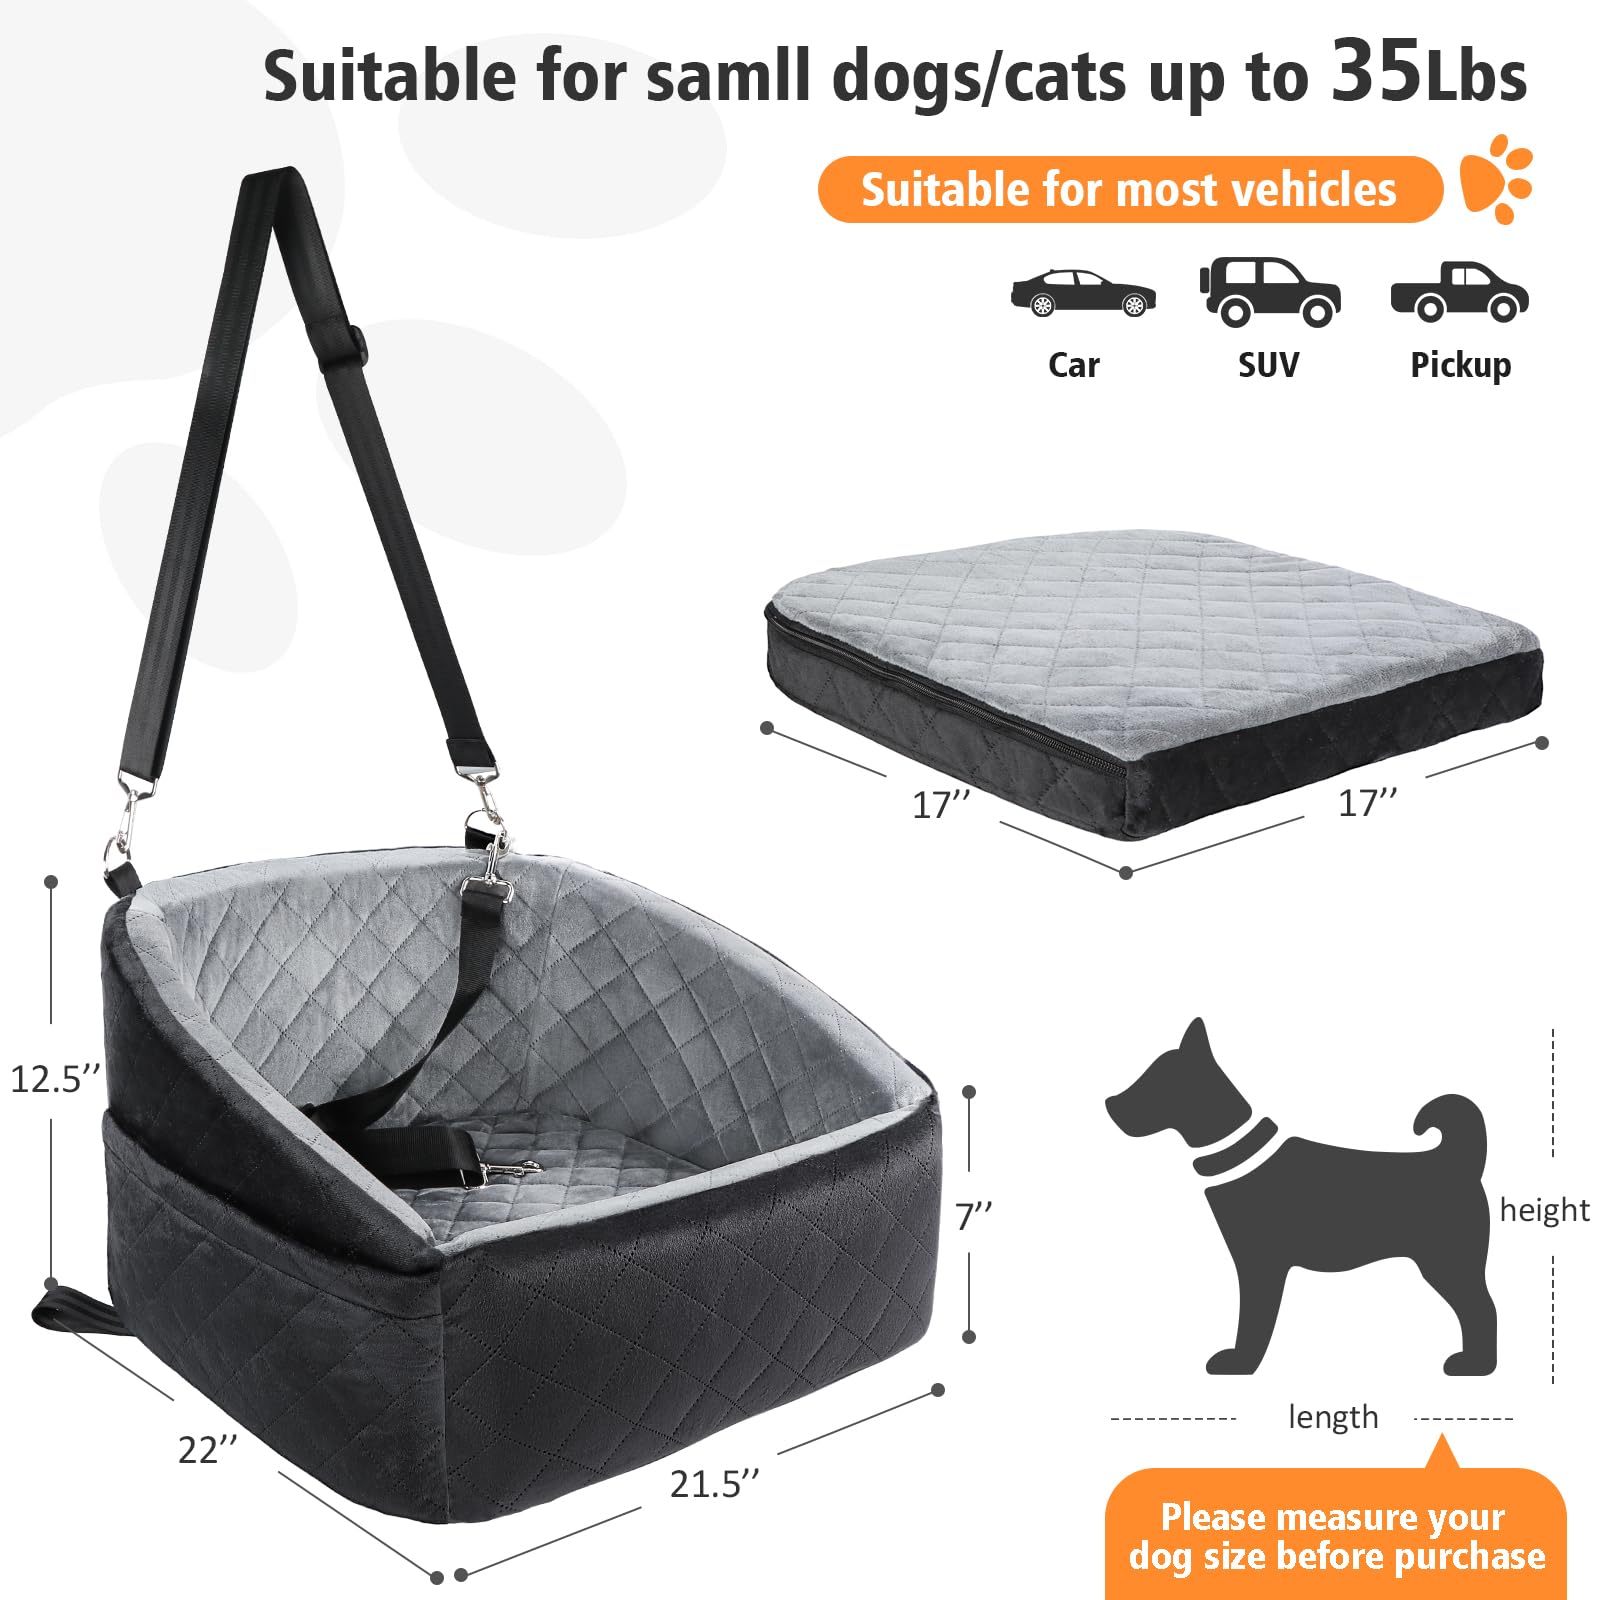 Suitable for samll dogs/cats up to 35Lbs
Suitable for most vehicles
Car
SUV
Pickup
17’’
17’’
12.5’’
7’’
22’’
21.5’’
height
length
Please measure your
dog size before purchase